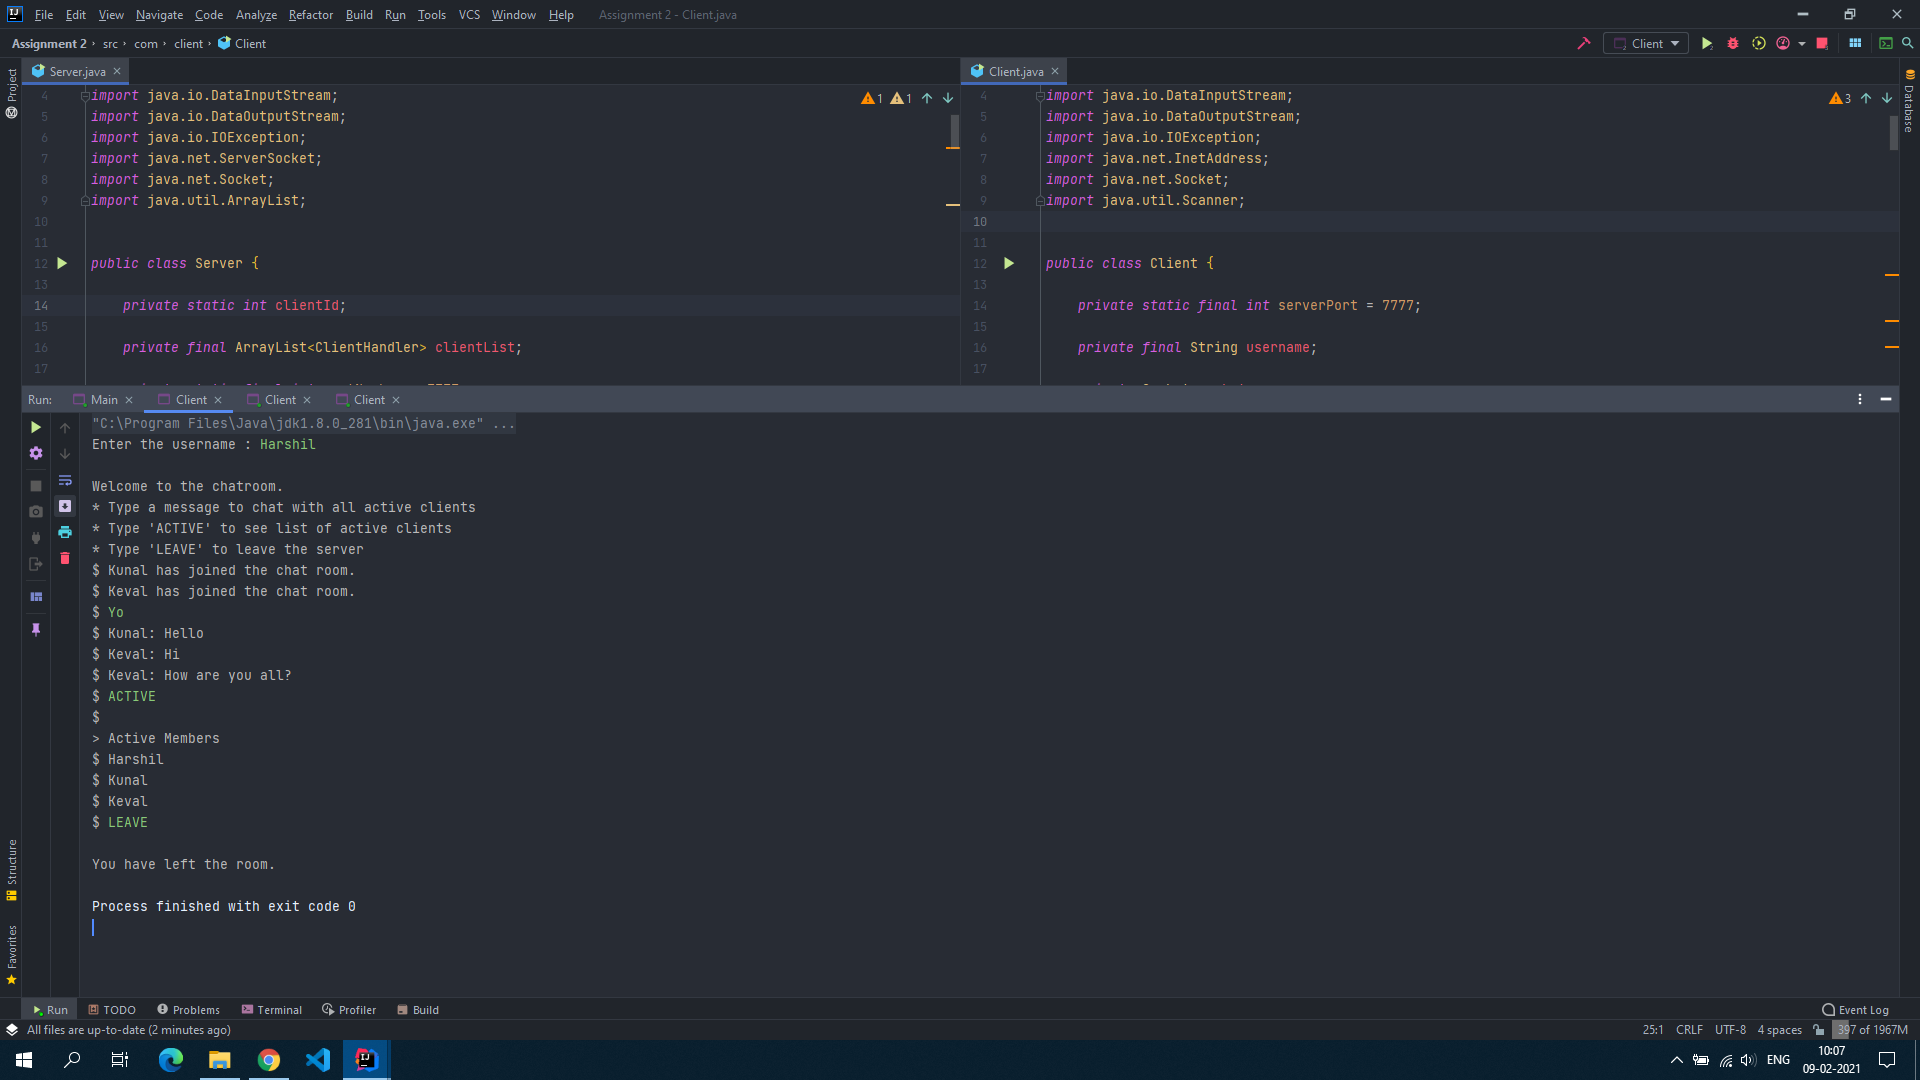 File Edit View Navigate Code Analyze Refactor Build Run Tools VCS Window Help Assignment 2 - Client.java
Assignment 2 src com client Client
Client
Project
Server.java
4 import java.io.DataInputStream;
5 import java.io.DataOutputStream;
6 import java.io.IOException;
7 import java.net.ServerSocket;
8 import java.net.Socket;
9 import java.util.ArrayList;
10
11
12 public class Server {
13
14 private static int clientId;
15
16 private final ArrayList<ClientHandler> clientList;
17
1 1
Client.java
4 import java.io.DataInputStream;
5 import java.io.DataOutputStream;
6 import java.io.IOException;
7 import java.net.InetAddress;
8 import java.net.Socket;
9 import java.util.Scanner;
10
11
12 public class Client {
13
14 private static final int serverPort = 7777;
15
16 private final String username;
17
3
Database
Run: Main Client Client Client
"C:\Program Files\Java\jdk1.8.0_281\bin\java.exe" ...
Enter the username : Harshil
Welcome to the chatroom.
* Type a message to chat with all active clients
* Type 'ACTIVE' to see list of active clients
* Type 'LEAVE' to leave the server
$ Kunal has joined the chat room.
$ Keval has joined the chat room.
$ Yo
$ Kunal: Hello
$ Keval: Hi
$ Keval: How are you all?
$ ACTIVE
$
> Active Members
$ Harshil
$ Kunal
$ Keval
$ LEAVE
You have left the room.
Process finished with exit code 0
Structure
Favorites
Run TODO Problems Terminal Profiler Build Event Log
All files are up-to-date (2 minutes ago) 25:1 CRLF UTF-8 4 spaces 397 of 1967M
ENG
10:07
09-02-2021